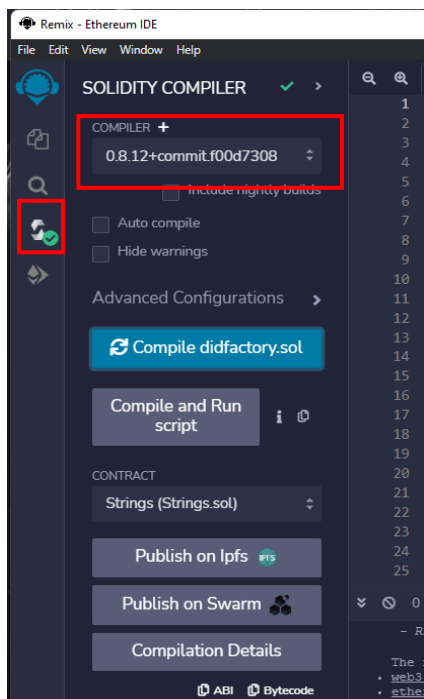 Remix - Ethereum IDE
File Edit View Window Help
SOLIDITY COMPILER
COMPILER +
0.8.12+commit.f00d7308
Include nightly builds
Auto compile
Hide warnings
Advanced Configurations
Compile didfactory.sol
Compile and Run
script
i
CONTRACT
Strings (Strings.sol)
Publish on Ipfs IPFS
Publish on Swarm
Compilation Details
ABI Bytecode
1
2
3
4
5
6
7
8
9
10
11
12
13
14
15
16
17
18
19
20
21
22
23
24
25
0
- R
The
web3
ethe